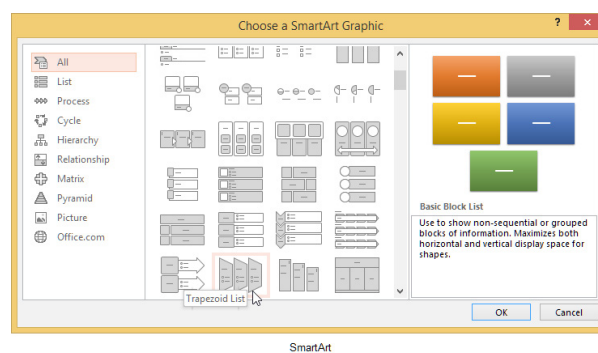 Choose a SmartArt Graphic
?
×
All
List
Process
Cycle
Hierarchy
Relationship
Matrix
Pyramid
Picture
Office.com
Trapezoid List
Basic Block List
Use to show non-sequential or grouped
blocks of information. Maximizes both
horizontal and vertical display space for
shapes.
OK
Cancel
SmartArt